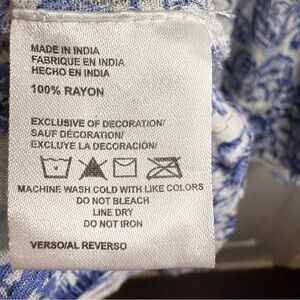 MADE IN INDIA
FABRIQUE EN INDIA
HECHO EN INDIA
100% RAYON
EXCLUSIVE OF DECORATION/
SAUF DÉCORATION/
EXCLUYE LA DECORACIÓN/
MACHINE WASH COLD WITH LIKE COLORS
DO NOT BLEACH
LINE DRY
DO NOT IRON
VERSO/AL REVERSO